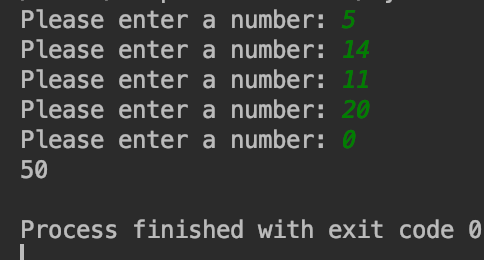 Please enter a number: 5
Please enter a number: 14
Please enter a number: 11
Please enter a number: 20
Please enter a number: 0
50
Process finished with exit code 0